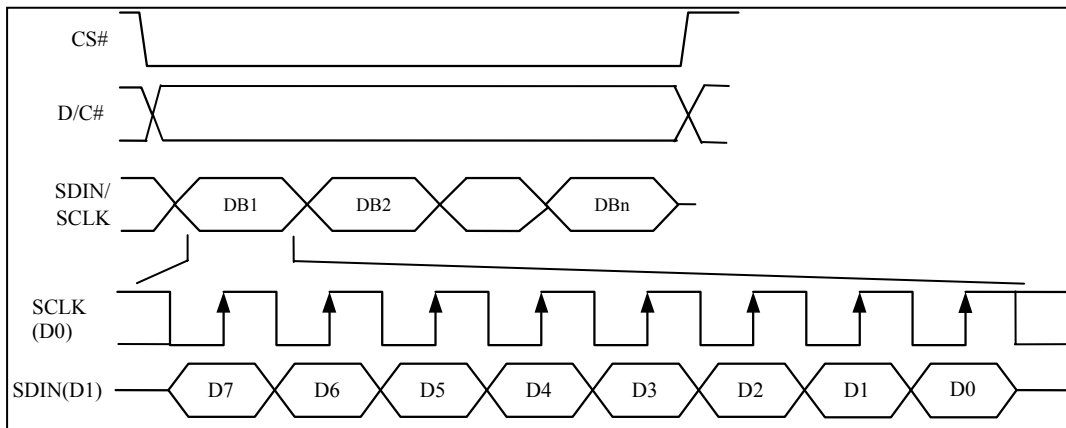 CS#
D/C#
SDIN/
SCLK
DB1 DB2 DBn
SCLK
(D0)
SDIN(D1) D7 D6 D5 D4 D3 D2 D1 D0